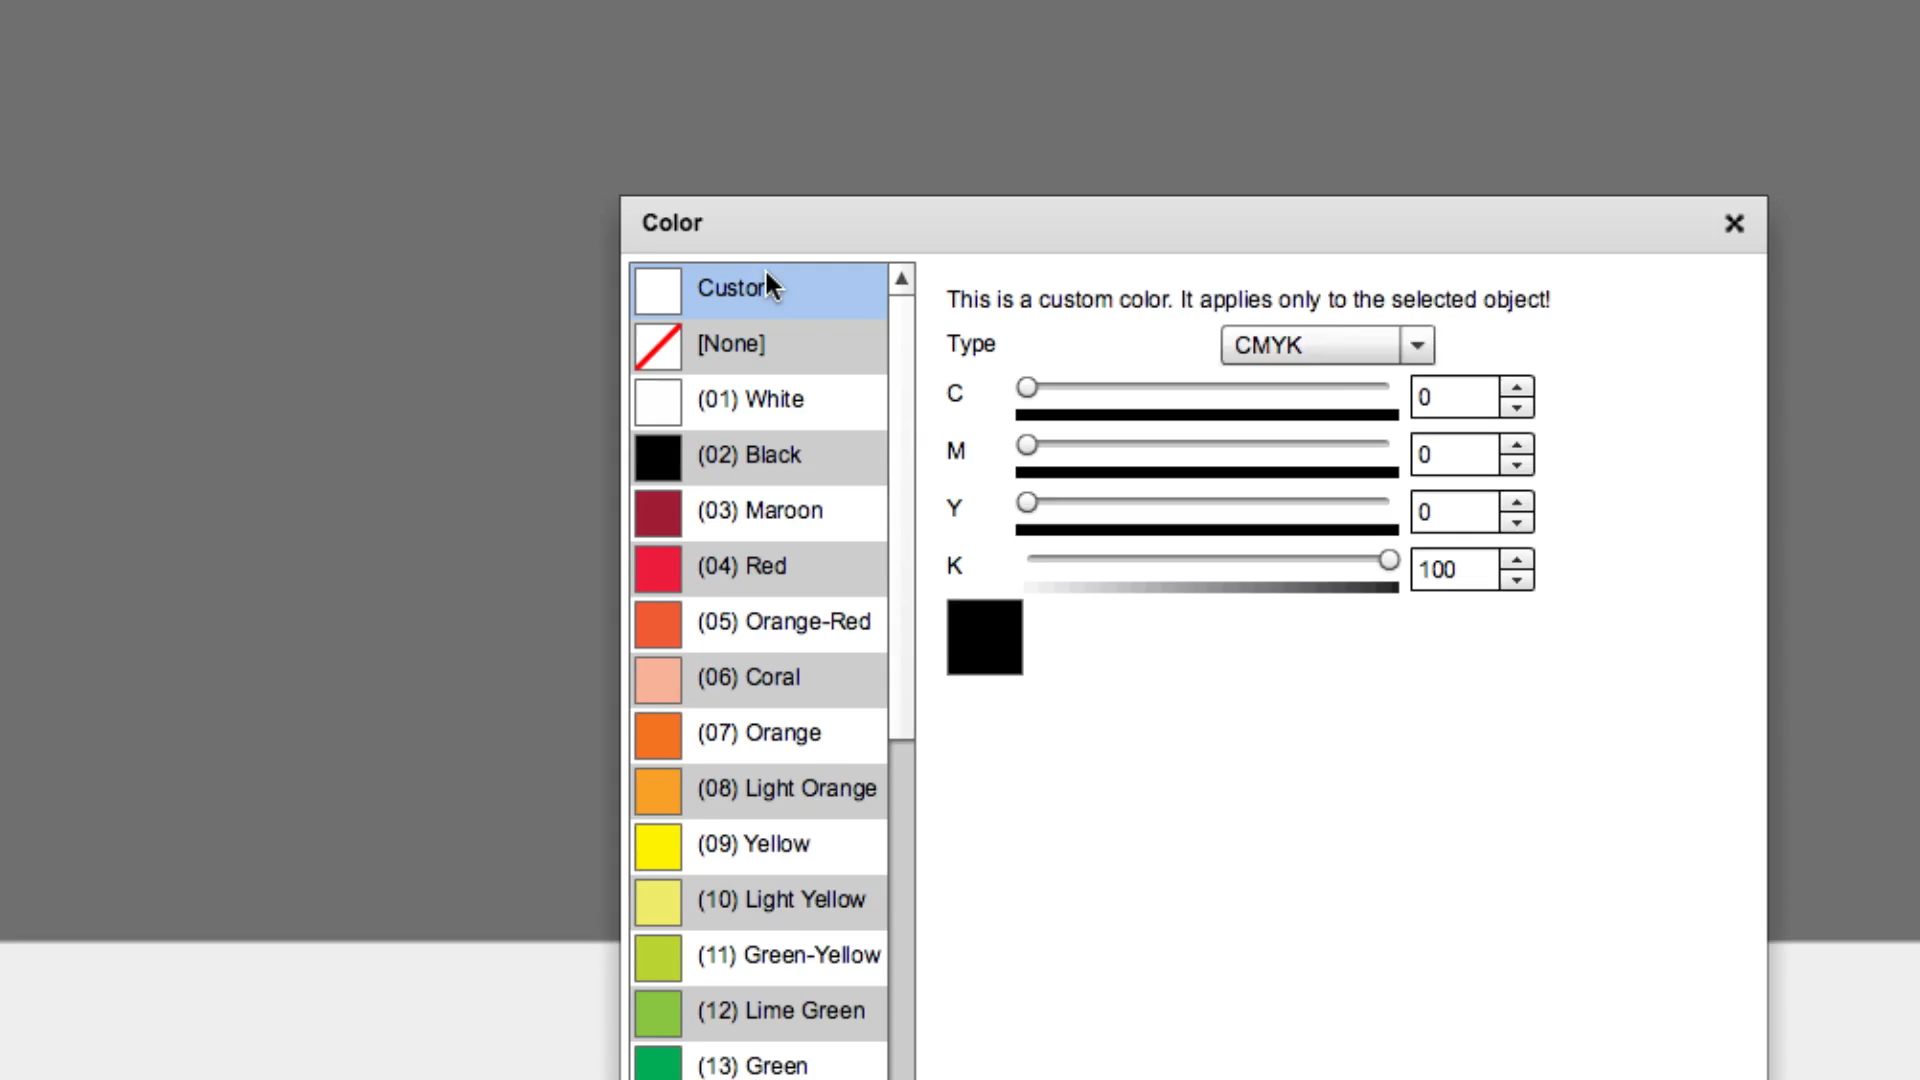 Color
Custom
[None]
(01) White
(02) Black
(03) Maroon
(04) Red
(05) Orange-Red
(06) Coral
(07) Orange
(08) Light Orange
(09) Yellow
(10) Light Yellow
(11) Green-Yellow
(12) Lime Green
(13) Green
This is a custom color. It applies only to the selected object!
Type CMYK
C 0
M 0
Y 0
K 100